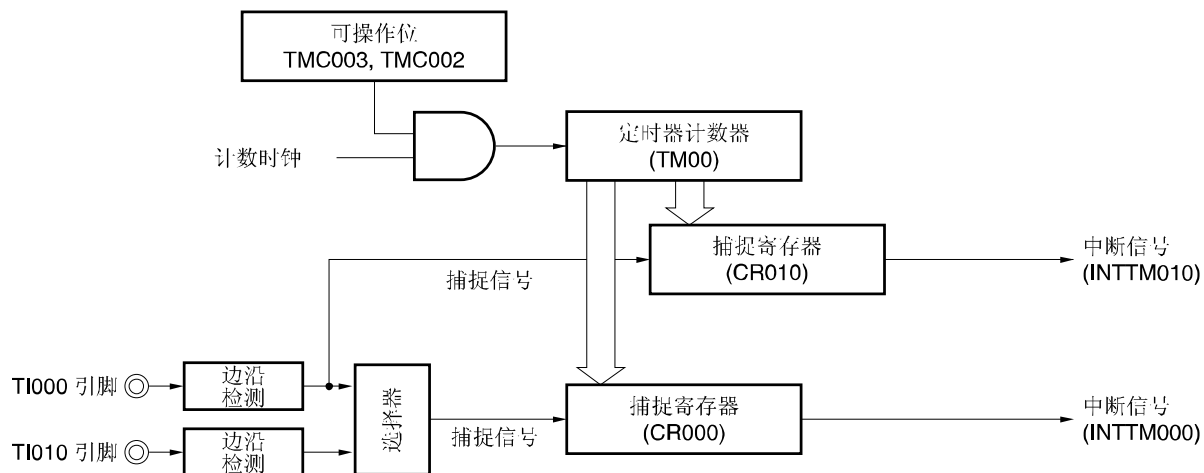 可操作位
TMC003, TMC002
计数时钟
定时器计数器
(TM00)
捕捉信号
捕捉寄存器
(CR010)
中断信号
(INTTM010)
TI000 引脚
边沿
检测
选择器
捕捉信号
捕捉寄存器
(CR000)
中断信号
(INTTM000)
TI010 引脚
边沿
检测